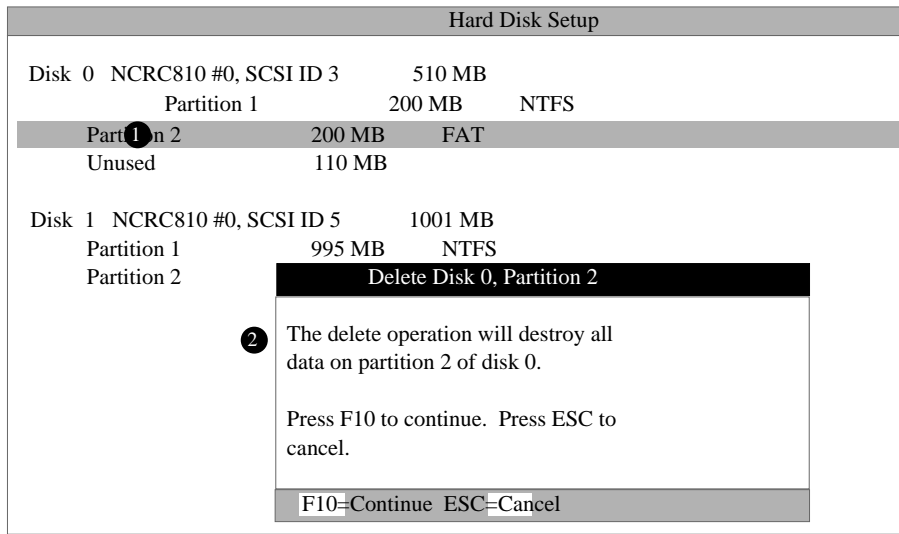 Hard Disk Setup
Disk 0 NCRC810 #0, SCSI ID 3 510 MB
Partition 1 200 MB NTFS
Partition 2 200 MB FAT
1
Unused 110 MB
Disk 1 NCRC810 #0, SCSI ID 5 1001 MB
Partition 1 995 MB NTFS
Partition 2
Delete Disk 0, Partition 2
2
The delete operation will destroy all
data on partition 2 of disk 0.
Press F10 to continue. Press ESC to
cancel.
F10=Continue ESC=Cancel